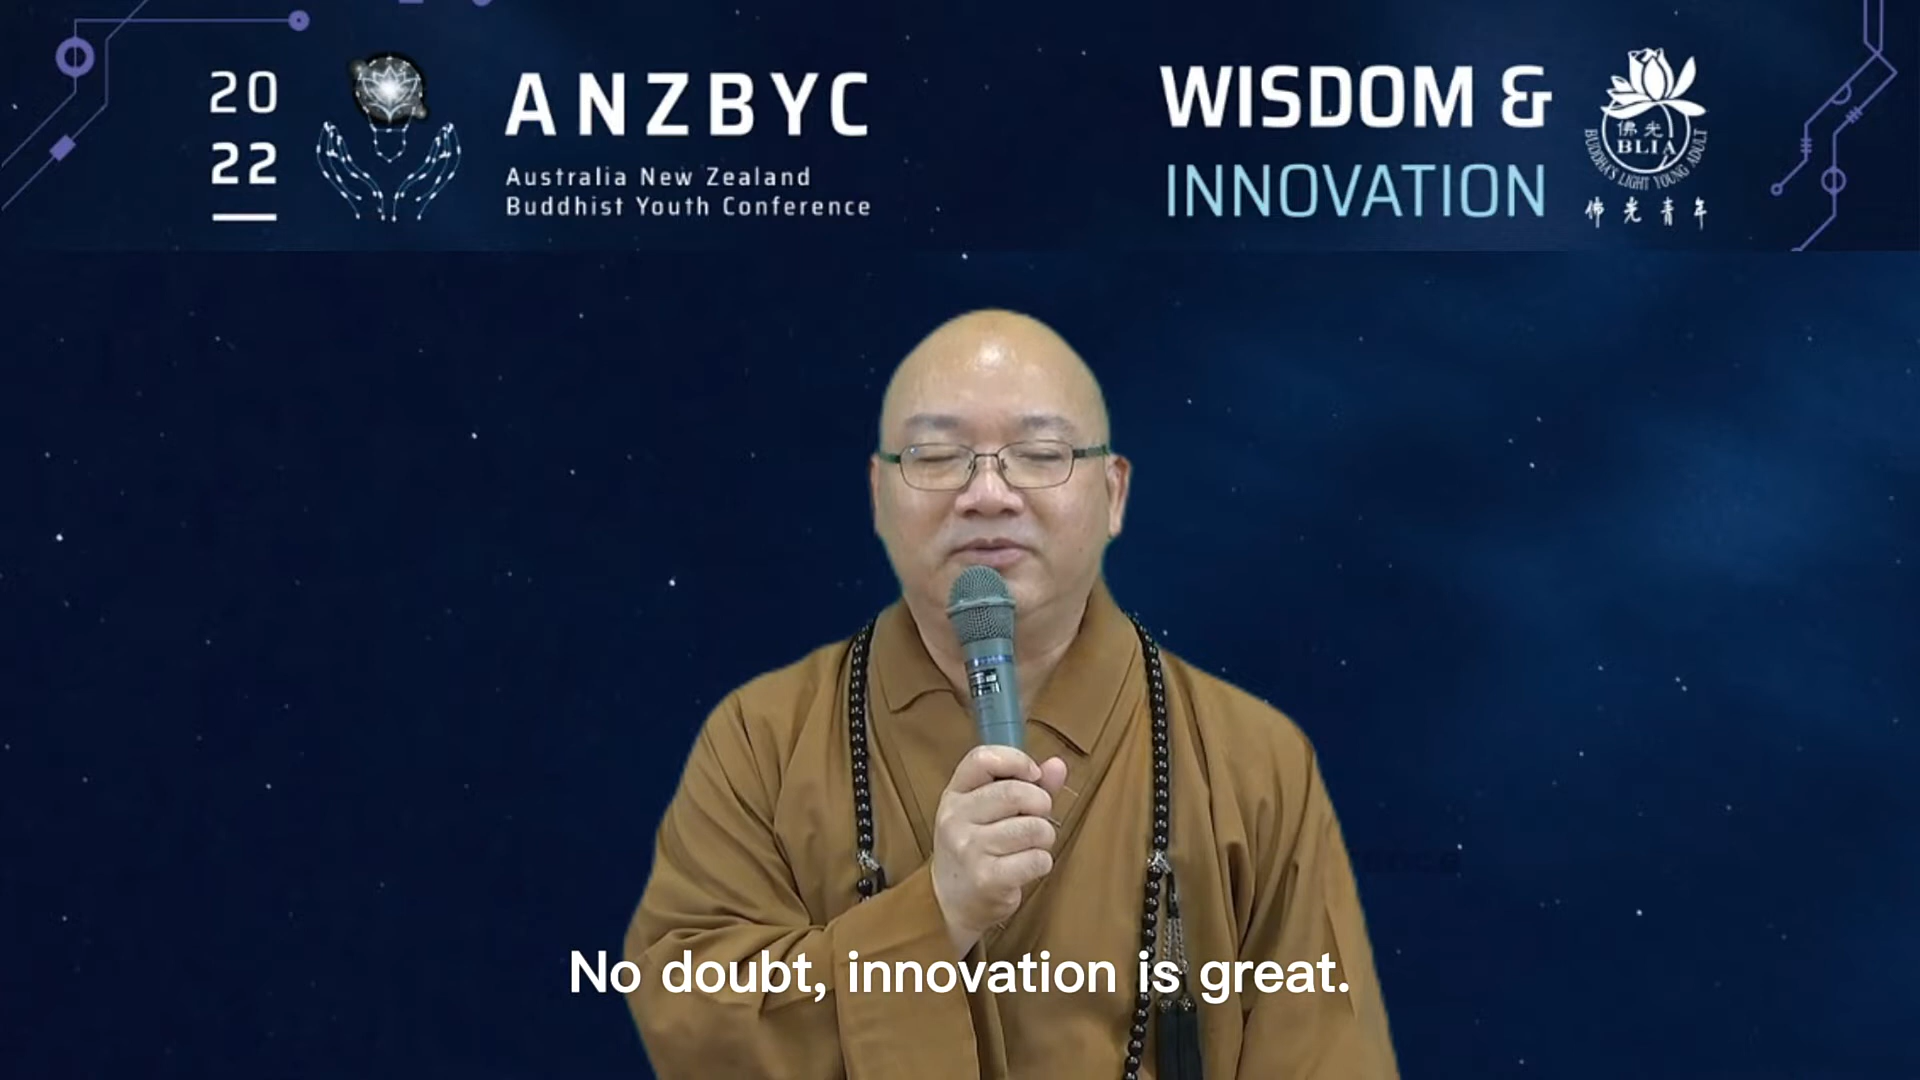 20
22
ANZBYC
Australia New Zealand
Buddhist Youth Conference
WISDOM &
INNOVATION
佛光
BLIA
BUDDHA'S LIGHT YOUNG ADULT
佛光青年
No doubt, innovation is great.